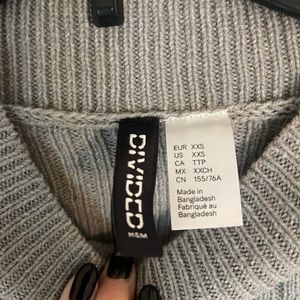 DIVIDED
H&M
EUR XXS
US XXS
CA TTP
MX XXCH
CN 155/76A
Made in
Bangladesh
Fabriqué au
Bangladesh